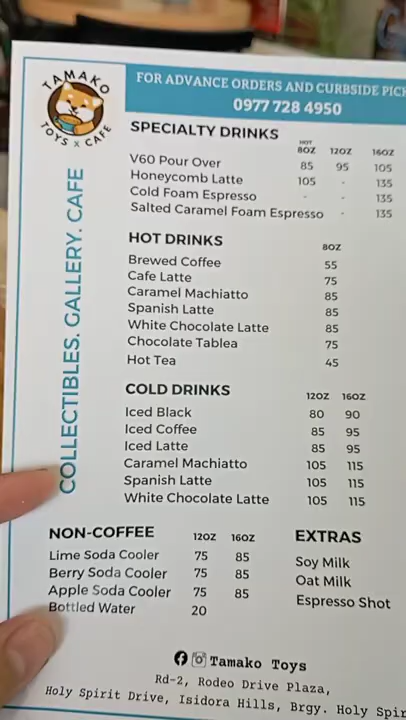 TAMAKO
TOYS x CAFE
COLLECTIBLES. GALLERY. CAFE
FOR ADVANCE ORDERS AND CURBSIDE
0977 728 4950
SPECIALTY DRINKS
HOT
8OZ 12OZ 16OZ
V60 Pour Over 85 95 105
Honeycomb Latte 105 - 135
Cold Foam Espresso - - 135
Salted Caramel Foam Espresso - 135
HOT DRINKS 8OZ
Brewed Coffee 55
Cafe Latte 75
Caramel Machiatto 85
Spanish Latte 85
White Chocolate Latte 85
Chocolate Tablea 75
Hot Tea 45
COLD DRINKS 12OZ 16OZ
Iced Black 80 90
Iced Coffee 85 95
Iced Latte 85 95
Caramel Machiatto 105 115
Spanish Latte 105 115
White Chocolate Latte 105 115
NON-COFFEE 12OZ 16OZ
Lime Soda Cooler 75 85
Berry Soda Cooler 75 85
Apple Soda Cooler 75 85
Bottled Water 20
EXTRAS
Soy Milk
Oat Milk
Espresso Shot
Tamako Toys
Rd-2, Rodeo Drive Plaza,
Holy Spirit Drive, Isidora Hills, Brgy. Holy